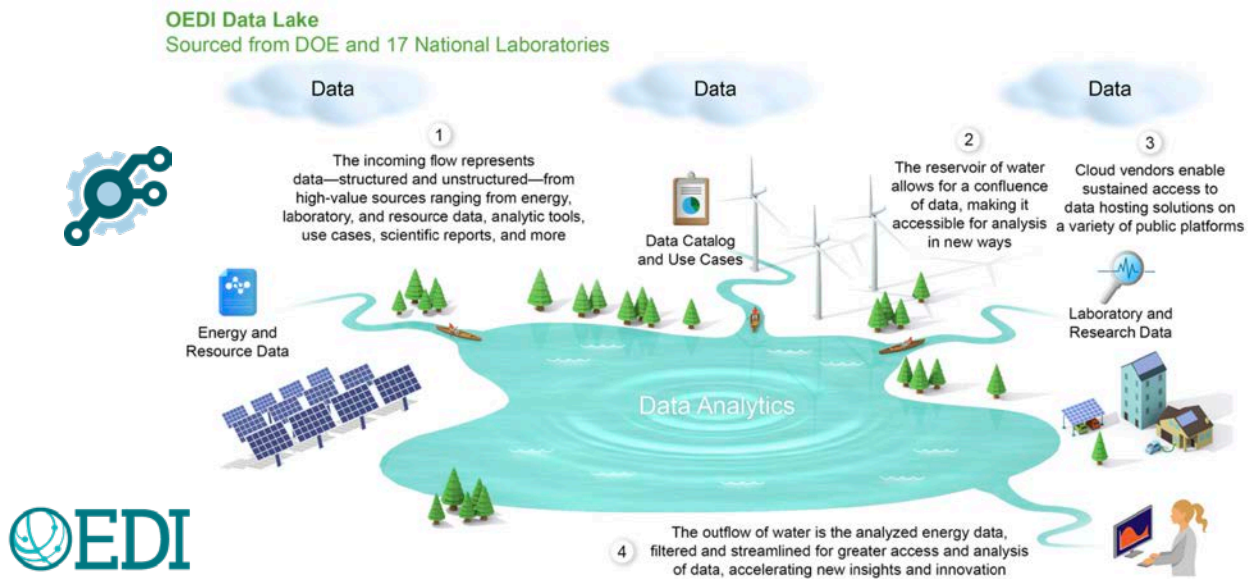 OEDI Data Lake
Sourced from DOE and 17 National Laboratories
Data
Data
Data
1
The incoming flow represents
data—structured and unstructured—from
high-value sources ranging from energy,
laboratory, and resource data, analytic tools,
use cases, scientific reports, and more
2
The reservoir of water
allows for a confluence
of data, making it
accessible for analysis
in new ways
3
Cloud vendors enable
sustained access to
data hosting solutions on
a variety of public platforms
Data Catalog
and Use Cases
Energy and
Resource Data
Laboratory and
Research Data
Data Analytics
4
The outflow of water is the analyzed energy data,
filtered and streamlined for greater access and analysis
of data, accelerating new insights and innovation
OEDI